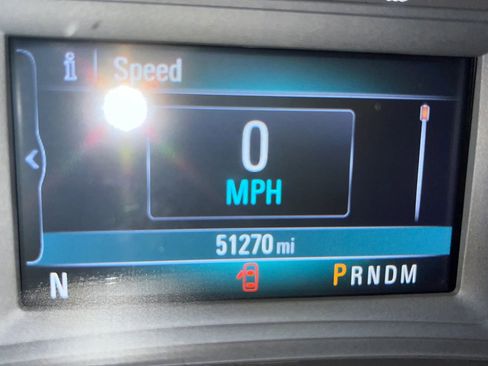 i Speed
0
MPH
51270 mi
N PRNDM